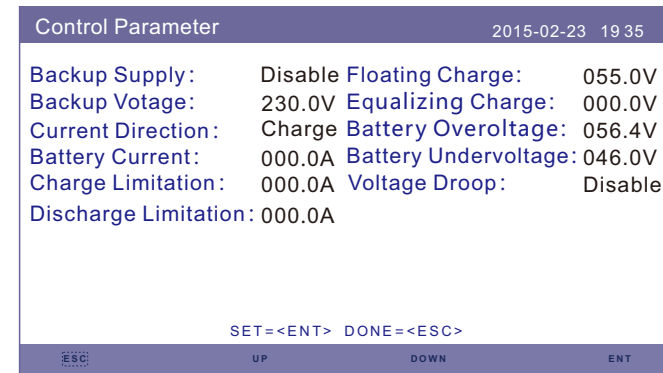 Control Parameter 2015-02-23 19 35
Backup Supply: Disable Floating Charge: 055.0V
Backup Votage: 230.0V Equalizing Charge: 000.0V
Current Direction: Charge Battery Overoltage: 056.4V
Battery Current: 000.0A Battery Undervoltage: 046.0V
Charge Limitation: 000.0A Voltage Droop: Disable
Discharge Limitation: 000.0A
SET=<ENT> DONE=<ESC>
ESC UP DOWN ENT